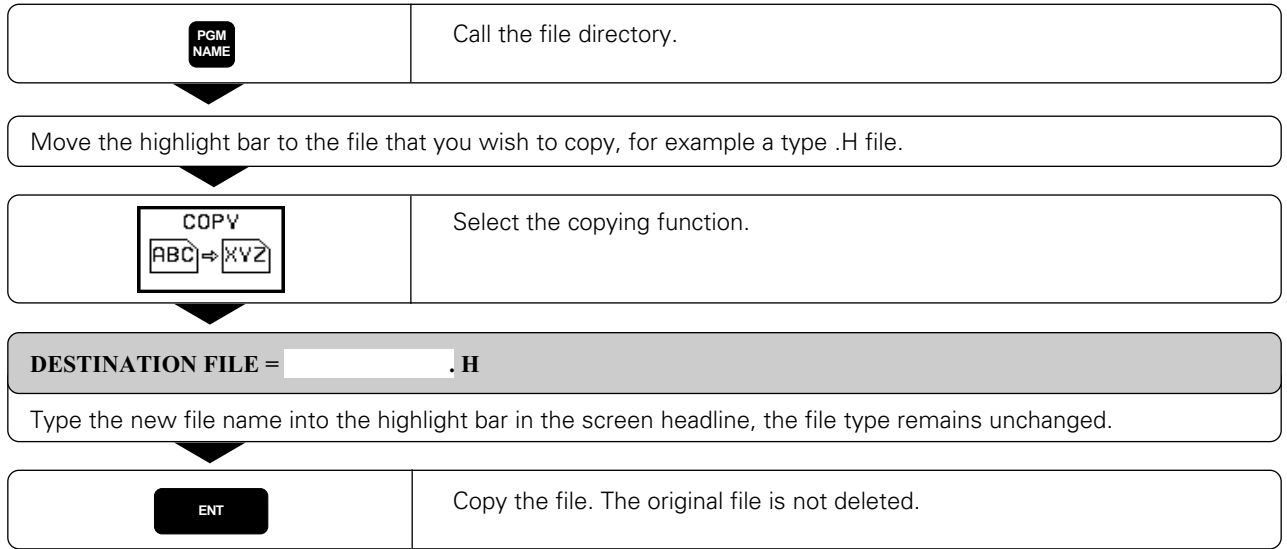 PGM
NAME
Call the file directory.
Move the highlight bar to the file that you wish to copy, for example a type .H file.
COPY
ABC⇨XYZ
Select the copying function.
DESTINATION FILE = . H
Type the new file name into the highlight bar in the screen headline, the file type remains unchanged.
ENT
Copy the file. The original file is not deleted.